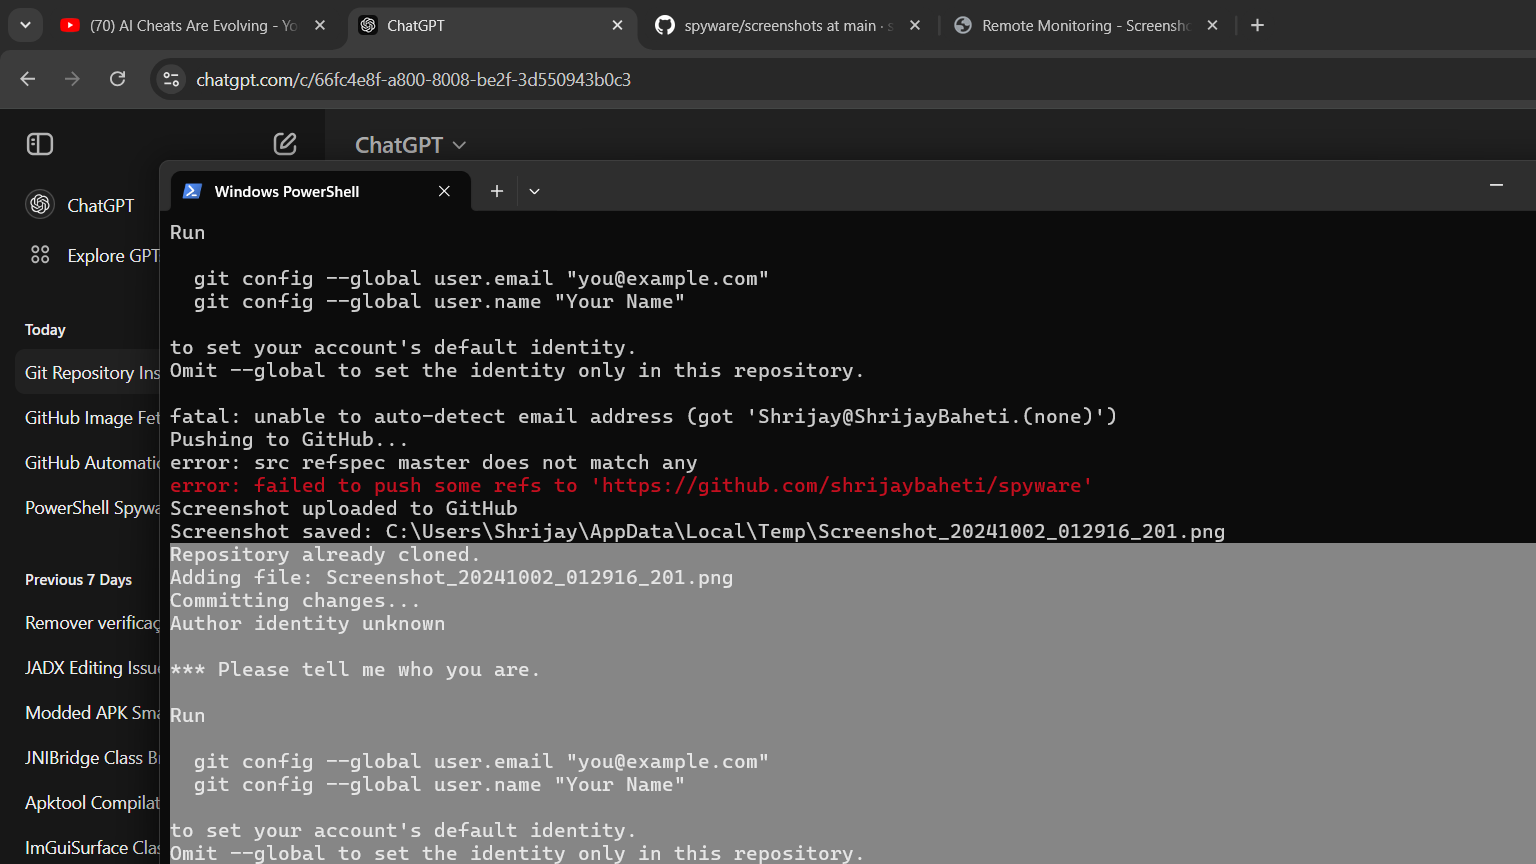 (70) AI Cheats Are Evolving - Yo
ChatGPT
spyware/screenshots at main · s
Remote Monitoring - Screensho
chatgpt.com/c/66fc4e8f-a800-8008-be2f-3d550943b0c3
ChatGPT
ChatGPT
Explore GPT
Today
Git Repository Ins
GitHub Image Fet
GitHub Automatic
PowerShell Spywa
Previous 7 Days
Remover verificaç
JADX Editing Issue
Modded APK Sma
JNIBridge Class B
Apktool Compilat
ImGuiSurface Clas
Windows PowerShell
Run
git config --global user.email "you@example.com"
git config --global user.name "Your Name"
to set your account's default identity.
Omit --global to set the identity only in this repository.
fatal: unable to auto-detect email address (got 'Shrijay@ShrijayBaheti.(none)')
Pushing to GitHub...
error: src refspec master does not match any
error: failed to push some refs to 'https://github.com/shrijaybaheti/spyware'
Screenshot uploaded to GitHub
Screenshot saved: C:\Users\Shrijay\AppData\Local\Temp\Screenshot_20241002_012916_201.png
Repository already cloned.
Adding file: Screenshot_20241002_012916_201.png
Committing changes...
Author identity unknown
*** Please tell me who you are.
Run
git config --global user.email "you@example.com"
git config --global user.name "Your Name"
to set your account's default identity.
Omit --global to set the identity only in this repository.